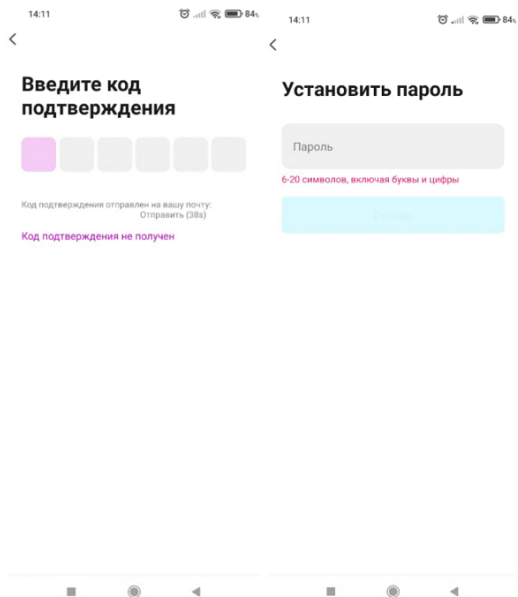 14:11
84%
Введите код
подтверждения
Код подтверждения отправлен на вашу почту:
Отправить (38s)
Код подтверждения не получен
14:11
84%
Установить пароль
Пароль
6-20 символов, включая буквы и цифры